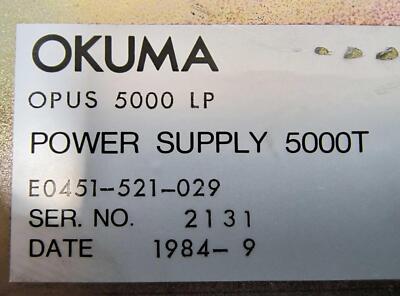 OKUMA
OPUS 5000 LP
POWER SUPPLY 5000T
E0451-521-029
SER. NO. 2131
DATE 1984-9